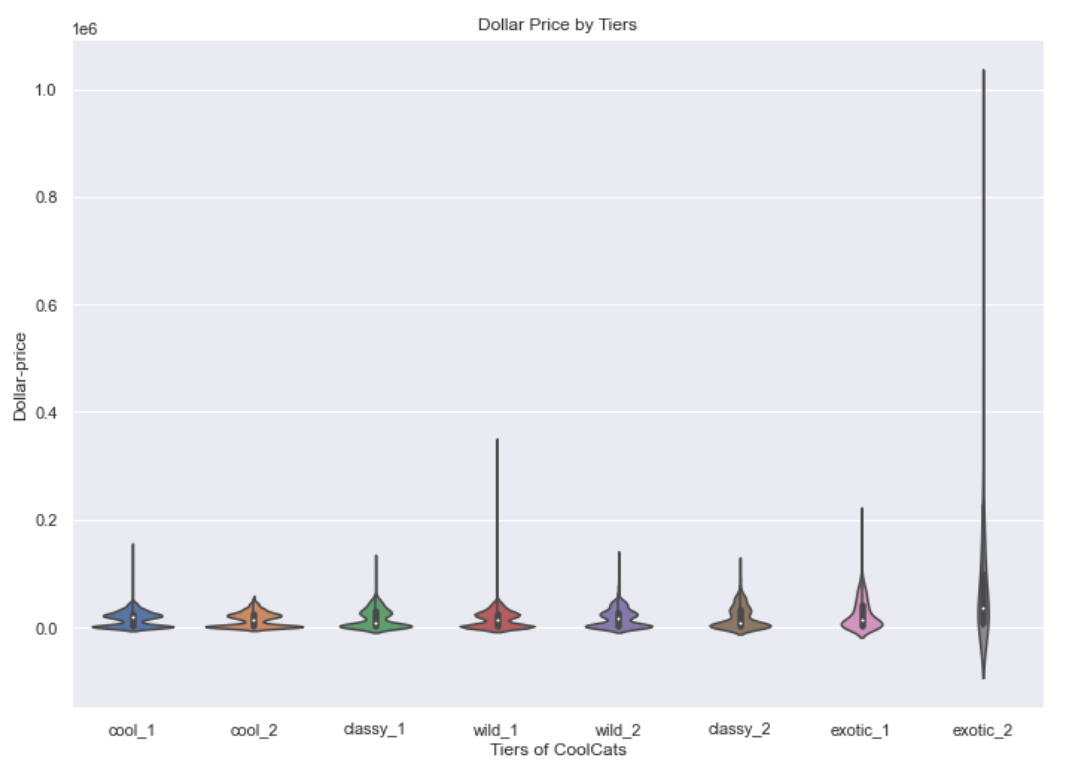 Dollar Price by Tiers
1e6
1.0
0.8
0.6
0.4
0.2
0.0
Dollar-price
cool_1 cool_2 classy_1 wild_1 wild_2 classy_2 exotic_1 exotic_2
Tiers of CoolCats